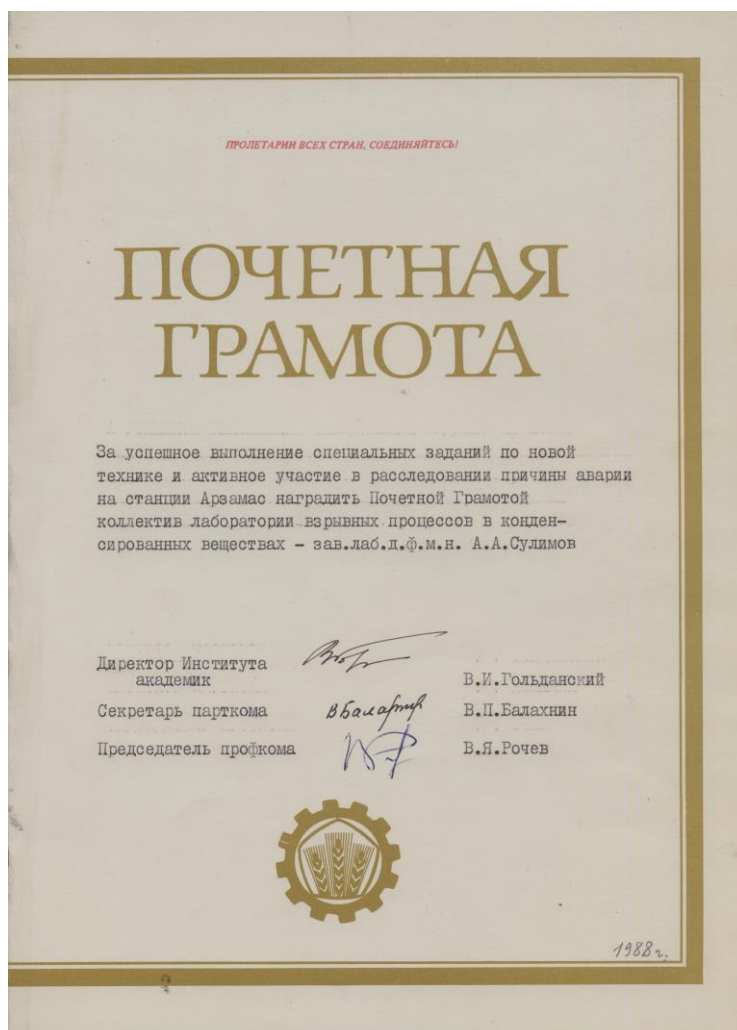 ПРОЛЕТАРИИ ВСЕХ СТРАН, СОЕДИНЯЙТЕСЬ!
ПОЧЕТНАЯ
ГРАМОТА
За успешное выполнение специальных заданий по новой
технике и активное участие в расследовании причины аварии
на станции Арзамас наградить Почетной Грамотой
коллектив лаборатории взрывных процессов в конден-
сированных веществах – зав.лаб.д.ф.м.н. А.А.Сулимов
Директор Института
академик В.И.Гольданский
Секретарь парткома В.П.Балахнин
Председатель профкома В.Я.Рочев
1988 г.